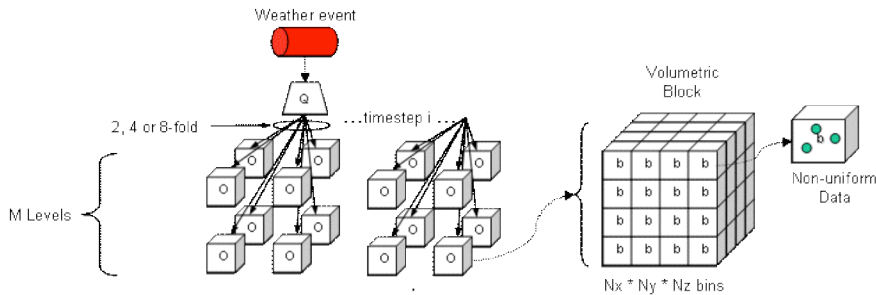 Weather event
Q
2, 4 or 8-fold
...timestep i ....
O O O O
O O O O
M Levels
O O O O
O O O O
Volumetric
Block
b b b b
b b b b
b b b b
b b b b
Nx * Ny * Nz bins
b
Non-uniform
Data